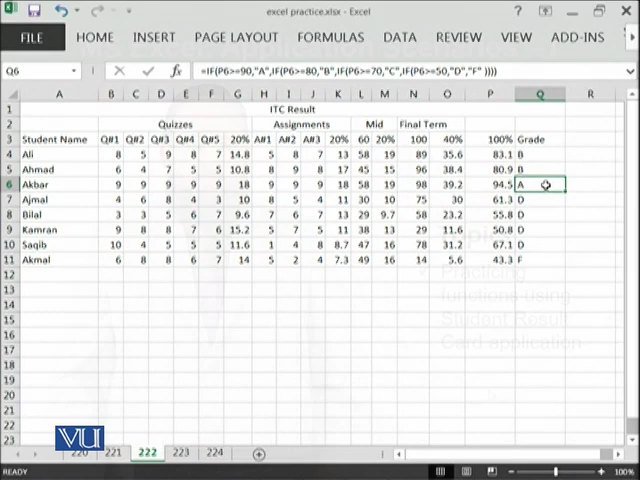 excel practice.xlsx - Excel
FILE HOME INSERT PAGE LAYOUT FORMULAS DATA REVIEW VIEW ADD-INS
Q6 fx =IF(P6>=90,"A",IF(P6>=80,"B",IF(P6>=70,"C",IF(P6>=50,"D","F" ))))
A B C D E F G H I J K L M N O P Q R
1 ITC Result
2 Quizzes Assignments Mid Final Term
3 Student Name Q#1 Q#2 Q#3 Q#4 Q#5 20% A#1 A#2 A#3 20% 60 20% 100 40% 100% Grade
4 Ali 8 5 9 8 7 14.8 5 8 7 13 58 19 89 35.6 83.1 B
5 Ahmad 6 4 7 5 5 10.8 8 9 8 17 45 15 96 38.4 80.9 B
6 Akbar 9 9 9 9 9 18 9 9 9 18 59 19 98 39.2 94.5 A
7 Ajmal 4 6 8 4 3 10 8 5 4 11 30 10 75 30 61.3 D
8 Bilal 3 3 5 6 7 9.6 7 6 7 13 29 9.7 58 23.2 55.8 D
9 Kamran 9 8 8 7 6 15.2 5 7 5 11 38 13 29 11.6 50.8 D
10 Saqib 10 4 5 5 5 11.6 1 4 8 8.7 47 16 78 31.2 67.1 D
11 Akmal 6 8 8 6 7 14 5 2 4 7.3 49 16 14 5.6 43.3 F
12
13
14
15
16
17
18
19
20
21
22
23
Practicing
functions using
Student Result
Card application
VU
220 221 222 223 224
READY 100%